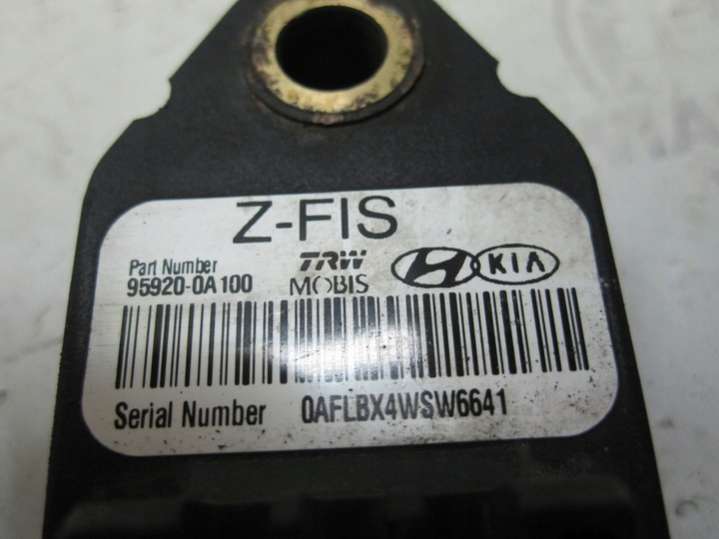 Z-FIS
Part Number TRW
95920-0A100 MOBIS KIA
Serial Number 0AFLBX4WSW6641